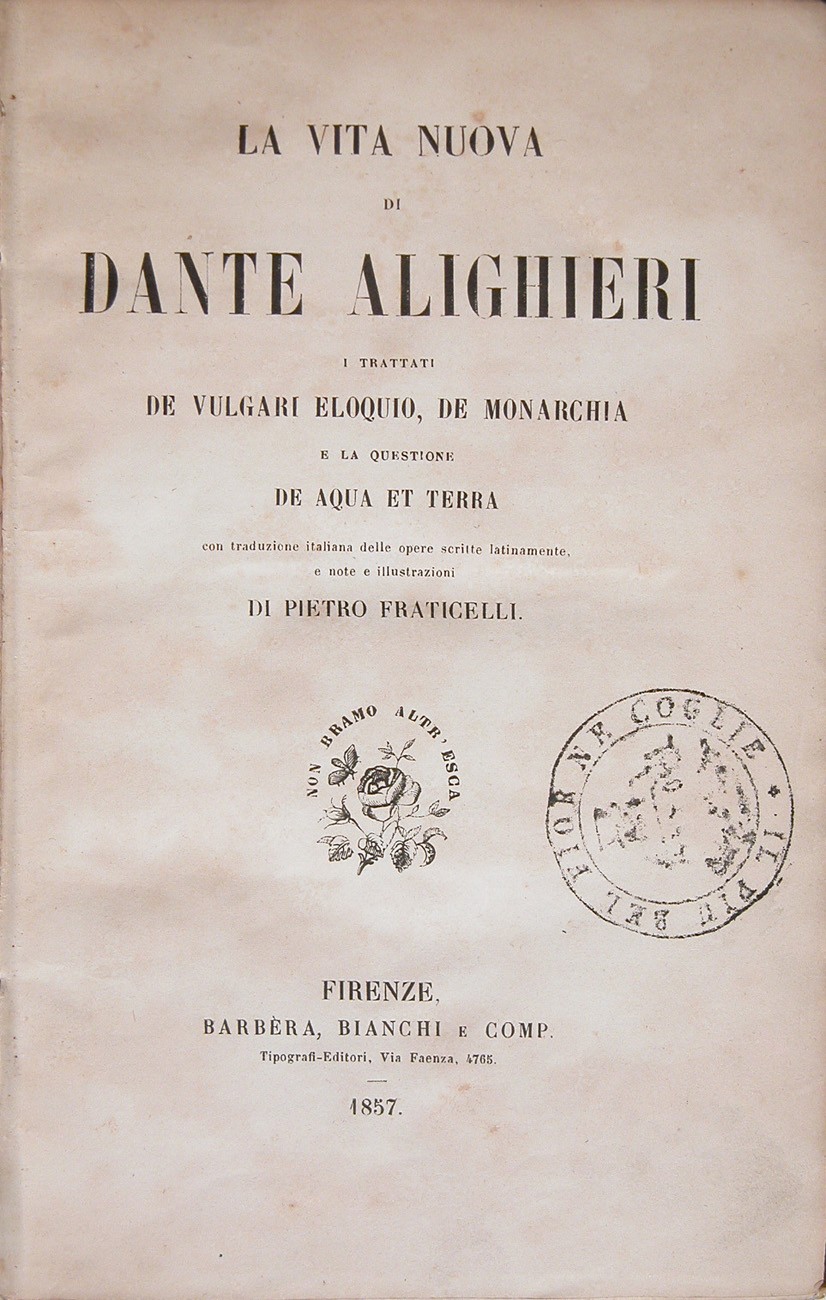 LA VITA NUOVA
DI
DANTE ALIGHIERI
I TRATTATI
DE VULGARI ELOQUIO, DE MONARCHIA
E LA QUESTIONE
DE AQUA ET TERRA
con traduzione italiana delle opere scritte latinamente,
e note e illustrazioni
DI PIETRO FRATICELLI.
NON BRAMO ALTR' ESCA
IL PIÙ BEL FIOR NE COGLIE
FIRENZE,
BARBÈRA, BIANCHI E COMP.
Tipografi-Editori, Via Faenza, 4765.
1857.